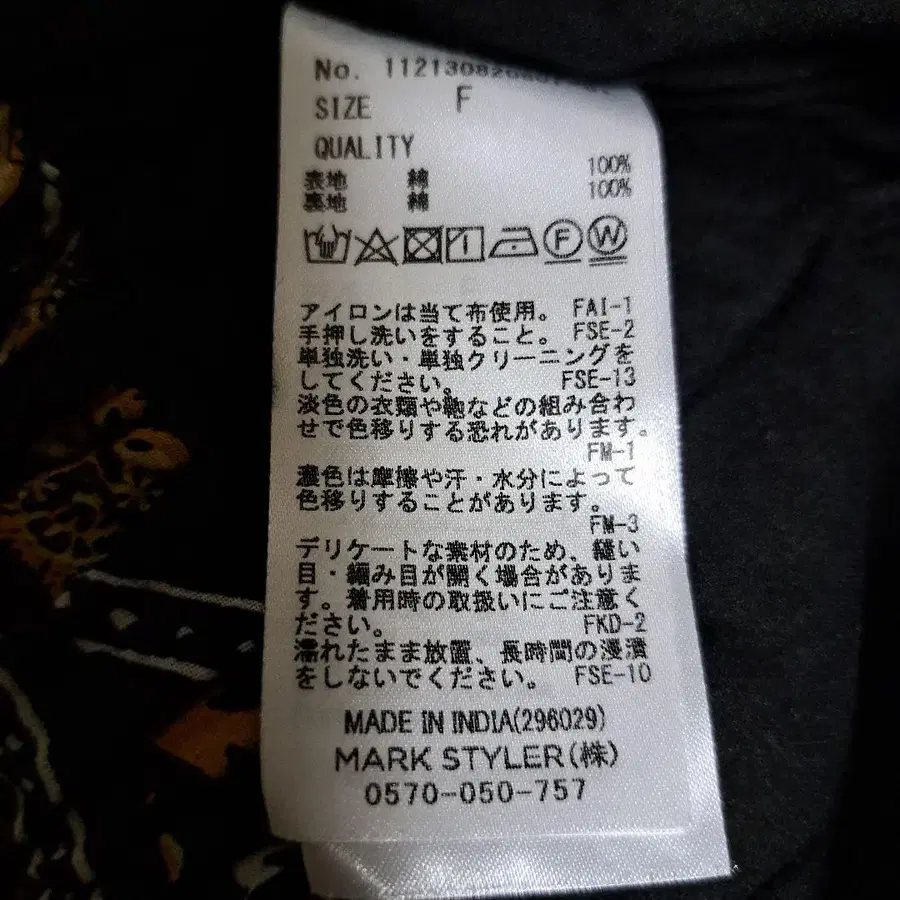 No. 1121308206
SIZE F
QUALITY
表地 綿 100%
裏地 綿 100%
F W
アイロンは当て布使用。 FAI-1
手押し洗いをすること。 FSE-2
単独洗い・単独クリーニングを
してください。 FSE-13
淡色の衣類や鞄などの組み合わ
せで色移りする恐れがあります。
FM-1
濃色は摩擦や汗・水分によって
色移りすることがあります。
FM-3
デリケートな素材のため、縫い
目・編み目が開く場合がありま
す。着用時の取扱いにご注意く
ださい。 FKD-2
濡れたまま放置、長時間の浸漬
をしないでください。 FSE-10
MADE IN INDIA(296029)
MARK STYLER(株)
0570-050-757